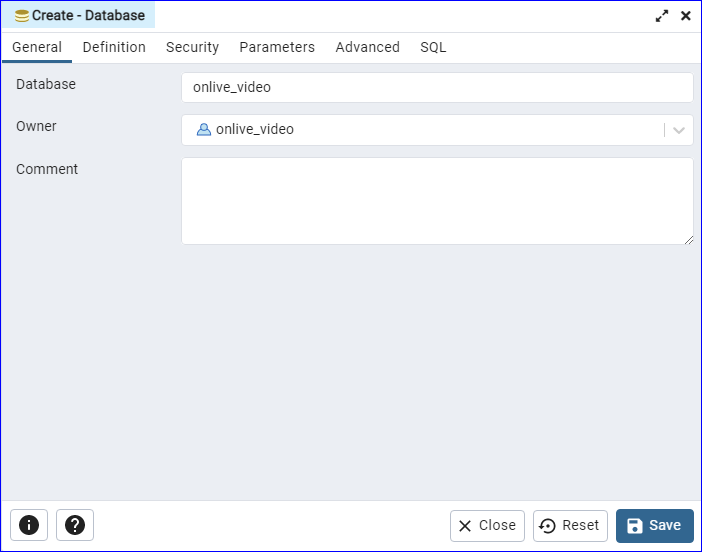 Create - Database
General Definition Security Parameters Advanced SQL
Database onlive_video
Owner onlive_video
Comment
Close Reset Save